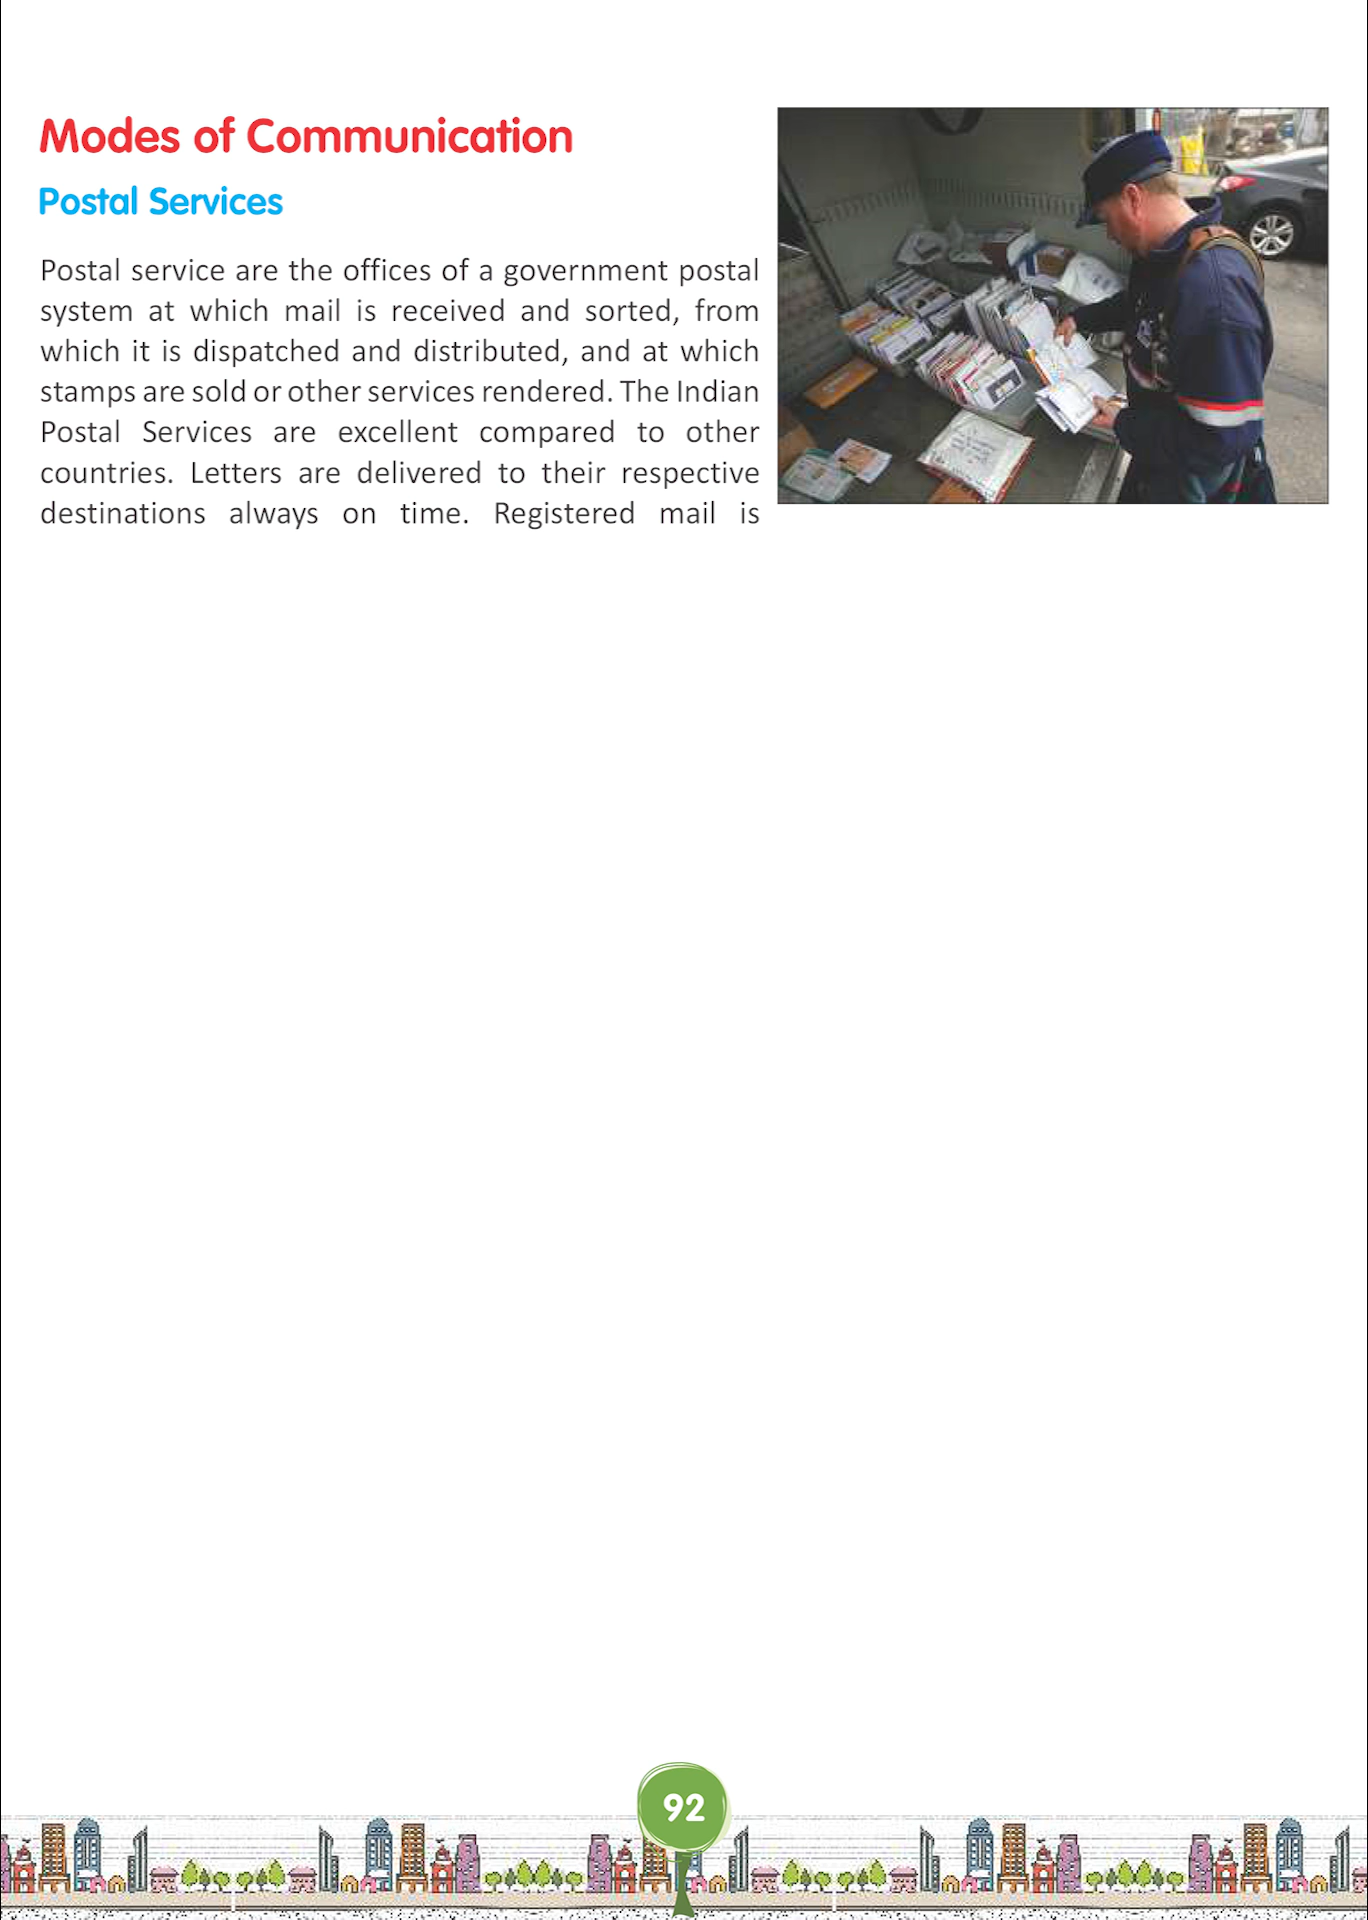 Modes of Communication
Postal Services
Postal service are the offices of a government postal
system at which mail is received and sorted, from
which it is dispatched and distributed, and at which
stamps are sold or other services rendered. The Indian
Postal Services are excellent compared to other
countries. Letters are delivered to their respective
destinations always on time. Registered mail is
92